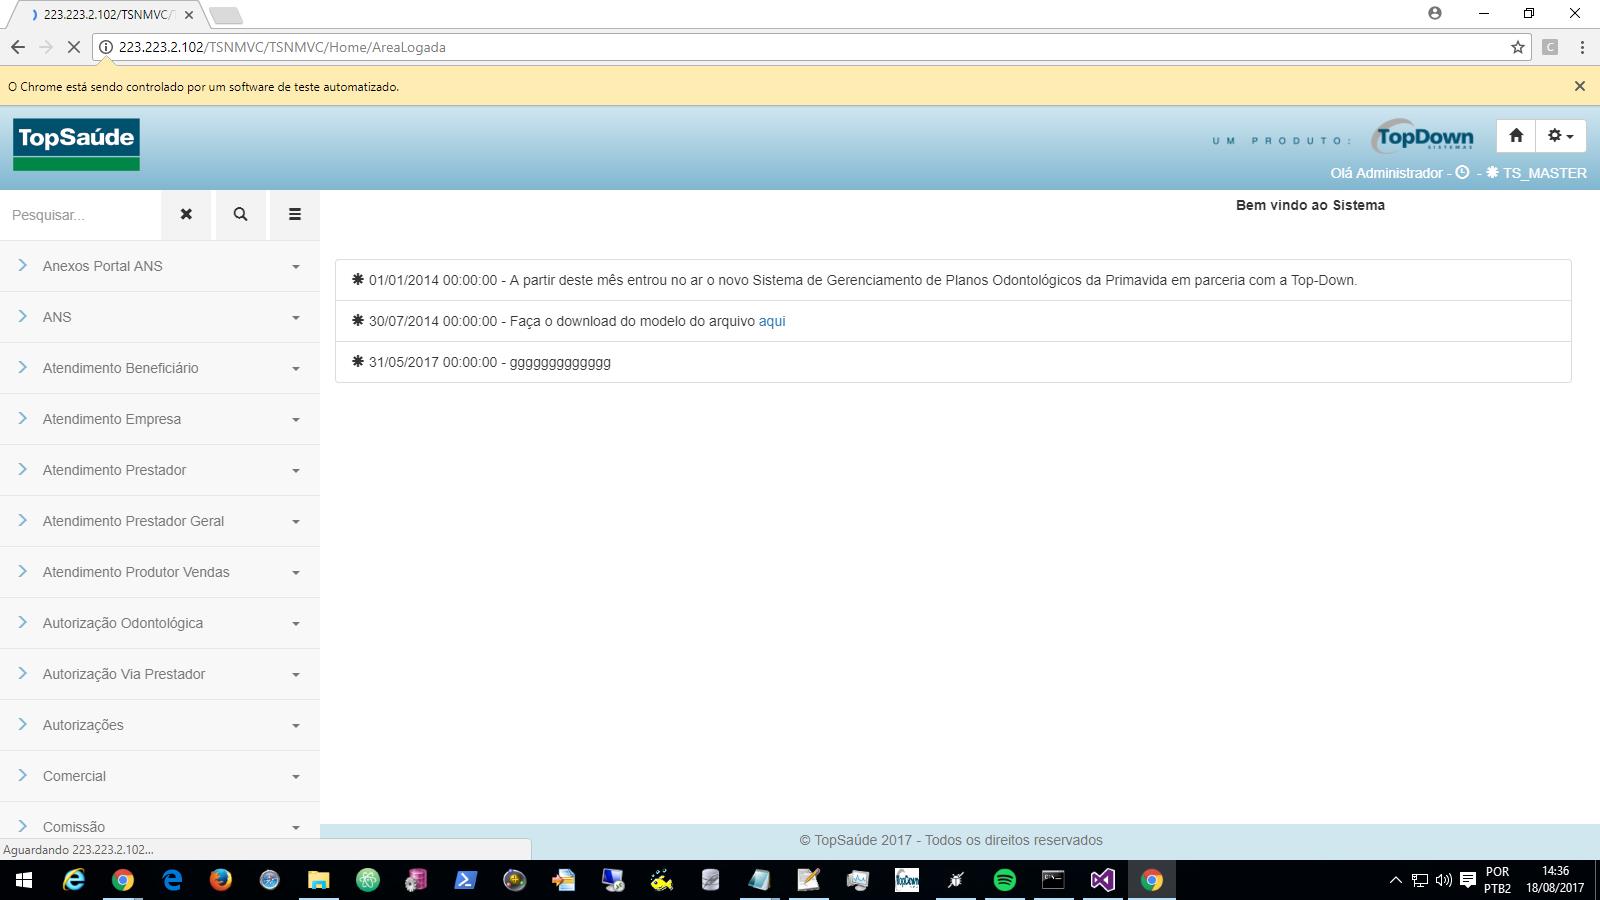 223.223.2.102/TSNMVC/T
223.223.2.102/TSNMVC/TSNMVC/Home/AreaLogada
C
O Chrome está sendo controlado por um software de teste automatizado.
TopSaúde
UM PRODUTO:
TopDown
SISTEMAS
Olá Administrador - - TS_MASTER
Pesquisar...
Bem vindo ao Sistema
Anexos Portal ANS
ANS
Atendimento Beneficiário
Atendimento Empresa
Atendimento Prestador
Atendimento Prestador Geral
Atendimento Produtor Vendas
Autorização Odontológica
Autorização Via Prestador
Autorizações
Comercial
Comissão
01/01/2014 00:00:00 - A partir deste mês entrou no ar o novo Sistema de Gerenciamento de Planos Odontológicos da Primavida em parceria com a Top-Down.
30/07/2014 00:00:00 - Faça o download do modelo do arquivo aqui
31/05/2017 00:00:00 - ggggggggggggg
© TopSaúde 2017 - Todos os direitos reservados
Aguardando 223.223.2.102...
TopDown
POR
PTB2
14:36
18/08/2017